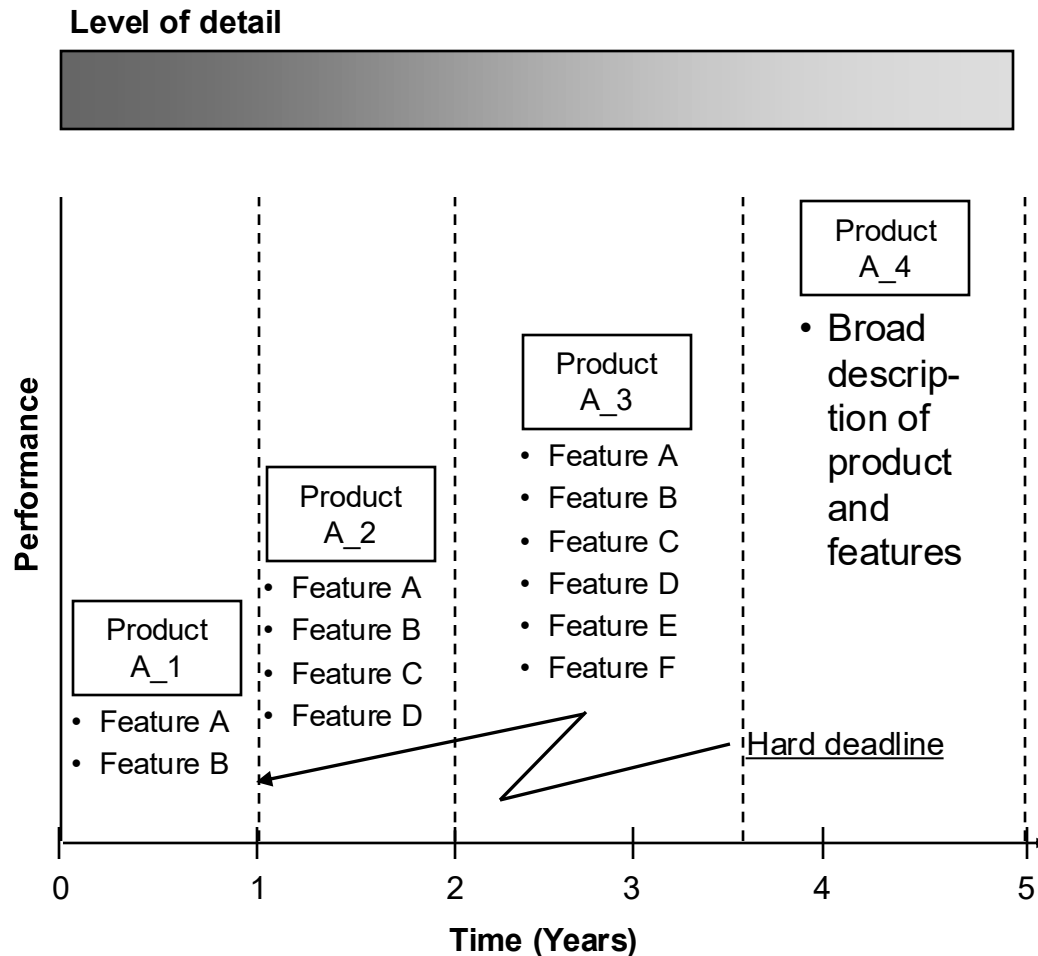 Level of detail
Performance
Product
A_1
• Feature A
• Feature B
Product
A_2
• Feature A
• Feature B
• Feature C
• Feature D
Product
A_3
• Feature A
• Feature B
• Feature C
• Feature D
• Feature E
• Feature F
Product
A_4
• Broad
descrip-
tion of
product
and
features
Hard deadline
0 1 2 3 4 5
Time (Years)